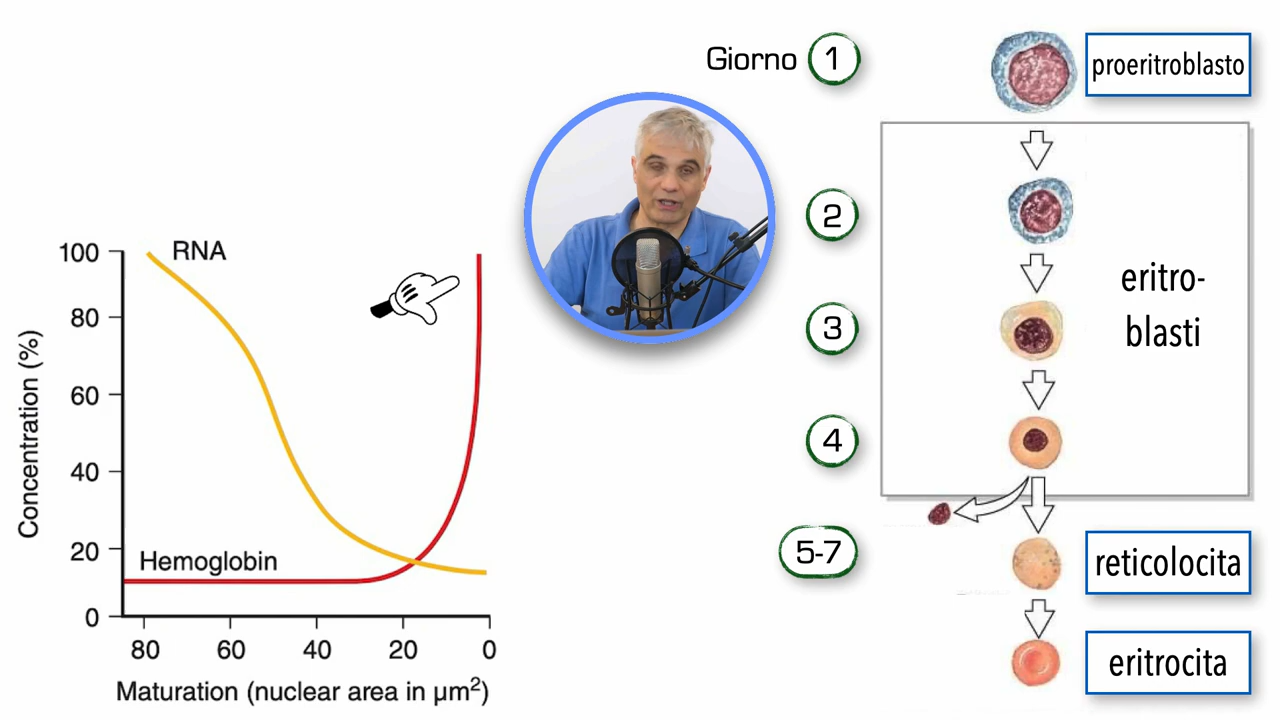 RNA
100
80
60
40
20
0
Concentration (%)
Hemoglobin
80 60 40 20 0
Maturation (nuclear area in µm²)
Giorno 1
proeritroblasto
2
3
4
eritro-
blasti
5-7
reticolocita
eritrocita